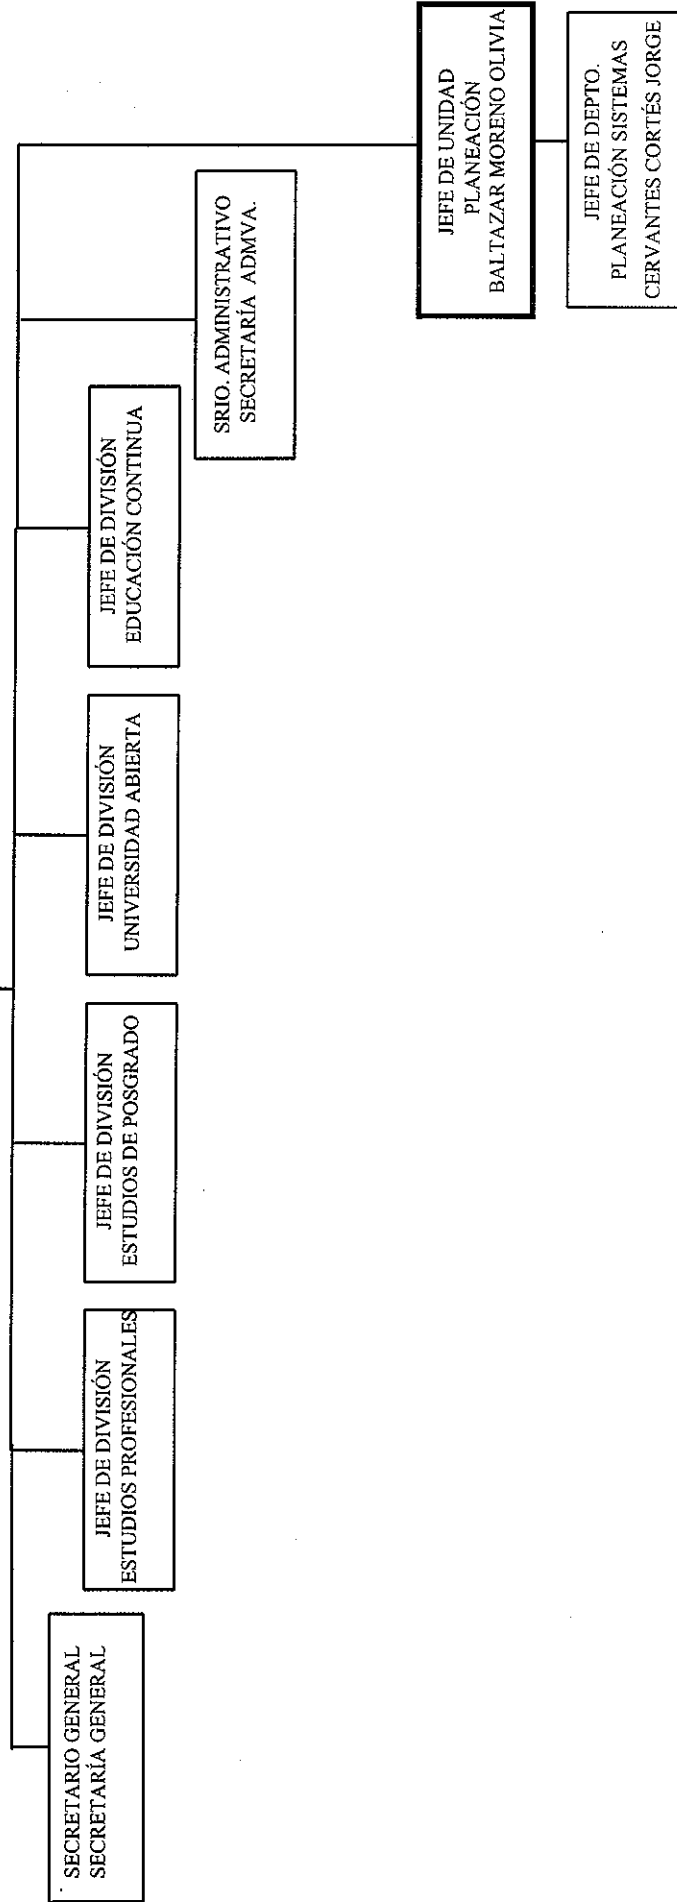 SECRETARIO GENERAL
SECRETARÍA GENERAL
JEFE DE DIVISIÓN
ESTUDIOS PROFESIONALES
JEFE DE DIVISIÓN
ESTUDIOS DE POSGRADO
JEFE DE DIVISIÓN
UNIVERSIDAD ABIERTA
JEFE DE DIVISIÓN
EDUCACIÓN CONTINUA
SRIO. ADMINISTRATIVO
SECRETARÍA ADMVA.
JEFE DE UNIDAD
PLANEACIÓN
BALTAZAR MORENO OLIVIA
JEFE DE DEPTO.
PLANEACIÓN SISTEMAS
CERVANTES CORTÉS JORGE